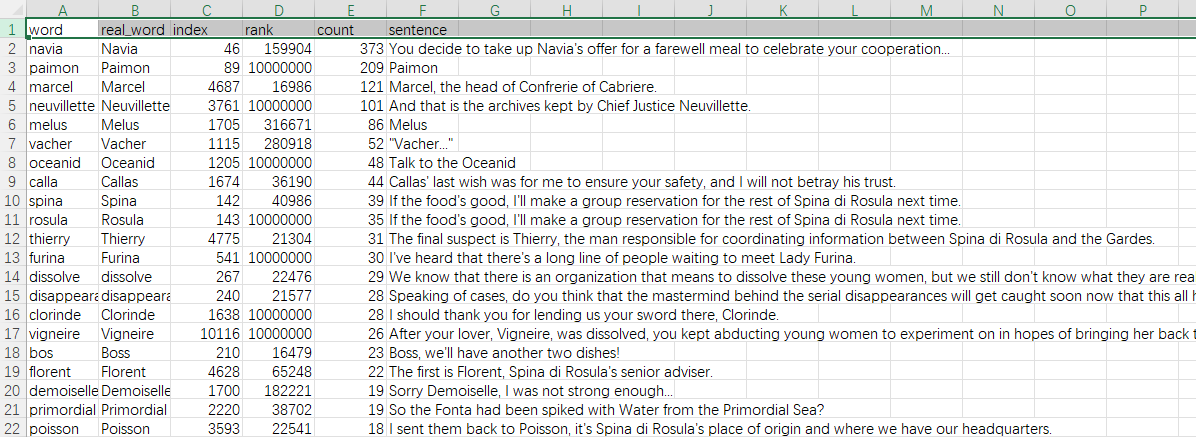 A B C D E F G H I J K L M N O P
1 word real_word index rank count sentence
2 navia Navia 46 159904 373 You decide to take up Navia's offer for a farewell meal to celebrate your cooperation...
3 paimon Paimon 89 10000000 209 Paimon
4 marcel Marcel 4687 16986 121 Marcel, the head of Confrerie of Cabriere.
5 neuvillette Neuvillette 3761 10000000 101 And that is the archives kept by Chief Justice Neuvillette.
6 melus Melus 1705 316671 86 Melus
7 vacher Vacher 1115 280918 52 "Vacher..."
8 oceanid Oceanid 1205 10000000 48 Talk to the Oceanid
9 calla Callas 1674 36190 44 Callas' last wish was for me to ensure your safety, and I will not betray his trust.
10 spina Spina 142 40986 39 If the food's good, I'll make a group reservation for the rest of Spina di Rosula next time.
11 rosula Rosula 143 10000000 35 If the food's good, I'll make a group reservation for the rest of Spina di Rosula next time.
12 thierry Thierry 4775 21304 31 The final suspect is Thierry, the man responsible for coordinating information between Spina di Rosula and the Gardes.
13 furina Furina 541 10000000 30 I've heard that there's a long line of people waiting to meet Lady Furina.
14 dissolve dissolve 267 22476 29 We know that there is an organization that means to dissolve these young women, but we still don't know what they are rea
15 disappeara disappeara 240 21577 28 Speaking of cases, do you think that the mastermind behind the serial disappearances will get caught soon now that this all
16 clorinde Clorinde 1638 10000000 28 I should thank you for lending us your sword there, Clorinde.
17 vigneire Vigneire 10116 10000000 26 After your lover, Vigneire, was dissolved, you kept abducting young women to experiment on in hopes of bringing her back
18 bos Boss 210 16479 23 Boss, we'll have another two dishes!
19 florent Florent 4628 65248 22 The first is Florent, Spina di Rosula's senior adviser.
20 demoiselle Demoiselle 1700 182221 19 Sorry Demoiselle, I was not strong enough...
21 primordial Primordial 2220 38702 19 So the Fonta had been spiked with Water from the Primordial Sea?
22 poisson Poisson 3593 22541 18 I sent them back to Poisson, it's Spina di Rosula's place of origin and where we have our headquarters.